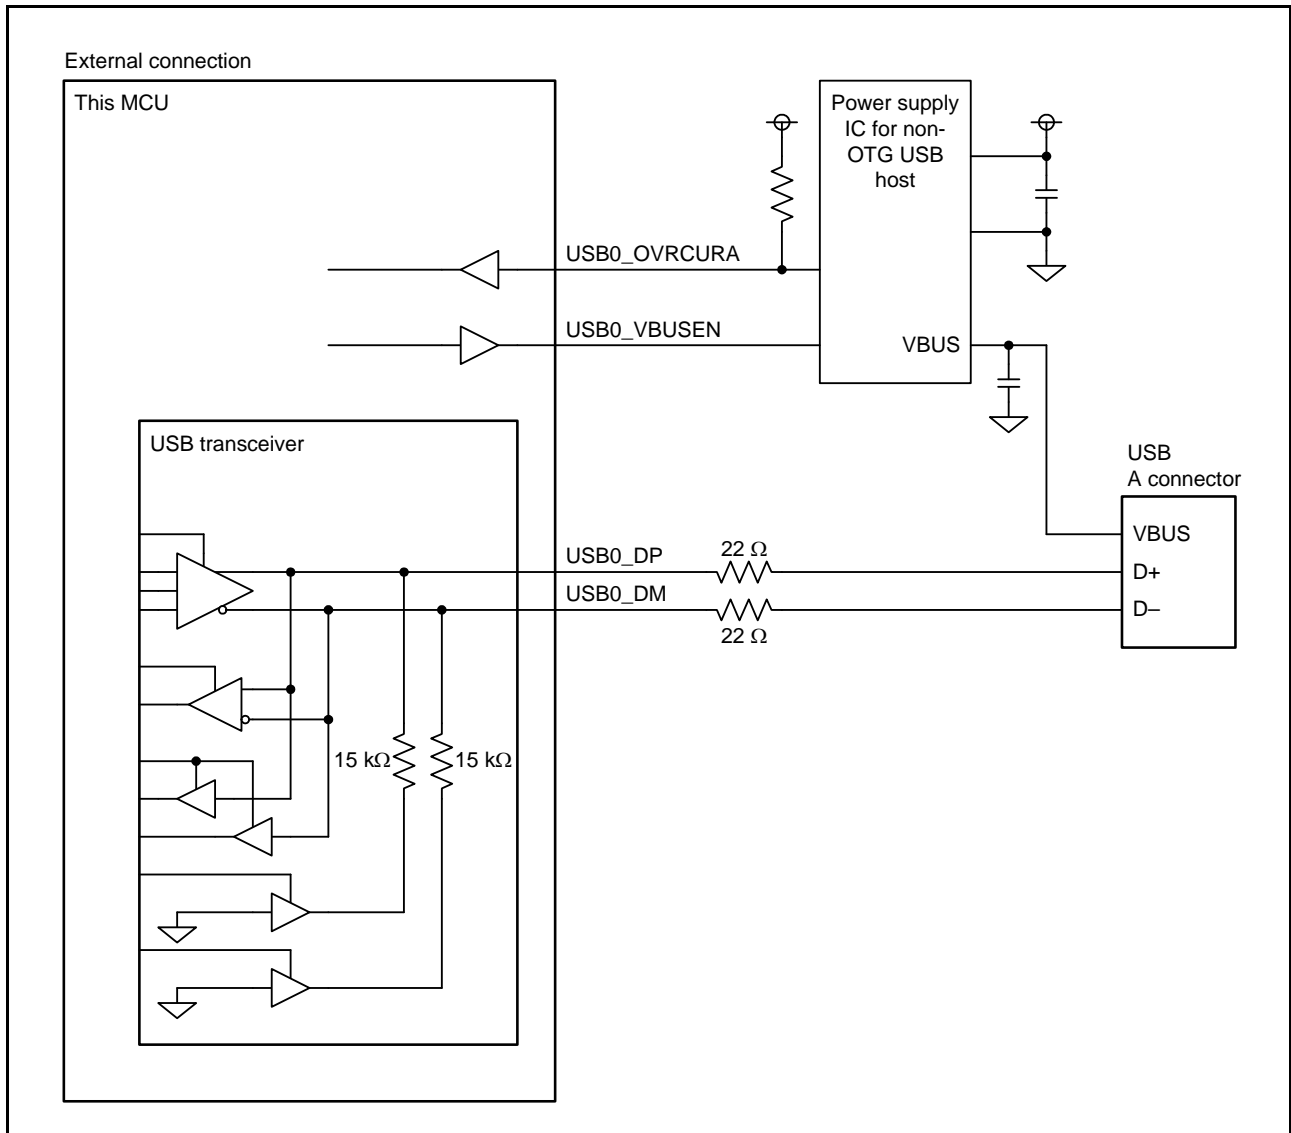 External connection
This MCU
Power supply
IC for non-
OTG USB
host
USB0_OVRCURA
USB0_VBUSEN
VBUS
USB transceiver
USB
A connector
VBUS
USB0_DP
22 Ω
D+
USB0_DM
22 Ω
D–
15 kΩ
15 kΩ